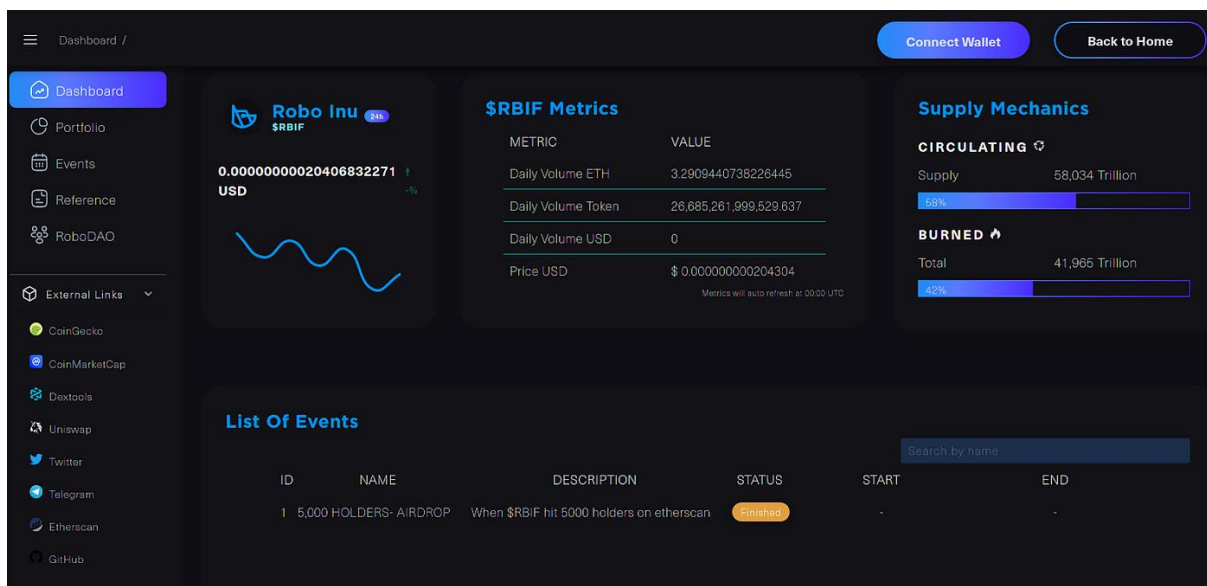 Dashboard /
Connect Wallet
Back to Home
Dashboard
Portfolio
Events
Reference
RoboDAO
External Links
CoinGecko
CoinMarketCap
Dextools
Uniswap
Twitter
Telegram
Etherscan
GitHub
Robo Inu 24h
$RBIF
0.00000000020406832271 ↑
USD -%
$RBIF Metrics
METRIC VALUE
Daily Volume ETH 3.2909440738226445
Daily Volume Token 26,685,261,999,529.637
Daily Volume USD 0
Price USD $ 0.000000000204304
Metrics will auto refresh at 00:00 UTC
Supply Mechanics
CIRCULATING
Supply 58,034 Trillion
58%
BURNED
Total 41,965 Trillion
42%
List Of Events
Search by name
ID NAME DESCRIPTION STATUS START END
1 5,000 HOLDERS- AIRDROP When $RBIF hit 5000 holders on etherscan Finished - -